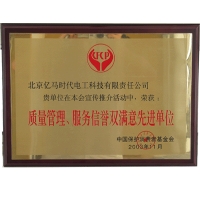 北京亿马时代电工科技有限责任公司
贵单位在本会宣传推介活动中，荣获：
质量管理、服务信誉双满意先进单位
中国保护消费者基金会
2009年11月